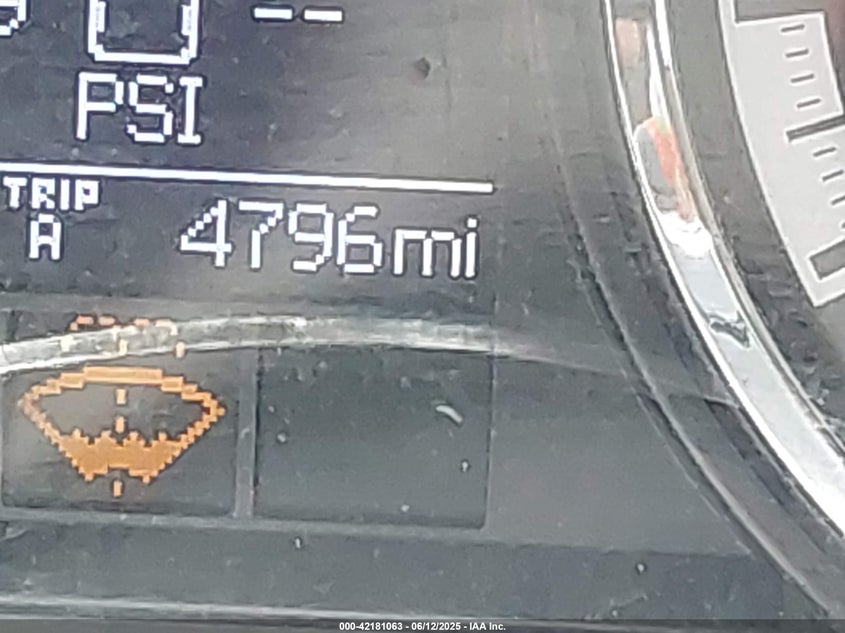 --
PSI
TRIP
A 4796mi
000-42181063 - 06/12/2025 - IAA Inc.